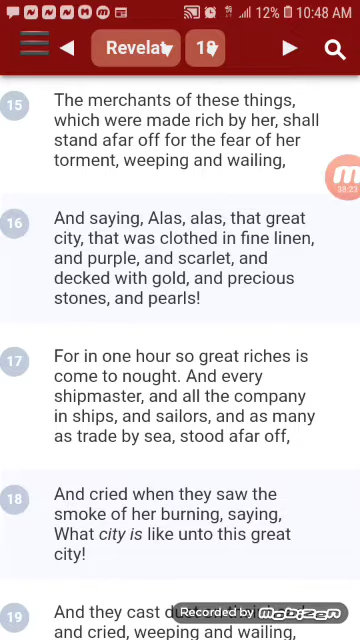 12% 10:48 AM
Revelat 18
15 The merchants of these things,
which were made rich by her, shall
stand afar off for the fear of her
torment, weeping and wailing,
38:23
16 And saying, Alas, alas, that great
city, that was clothed in fine linen,
and purple, and scarlet, and
decked with gold, and precious
stones, and pearls!
17 For in one hour so great riches is
come to nought. And every
shipmaster, and all the company
in ships, and sailors, and as many
as trade by sea, stood afar off,
18 And cried when they saw the
smoke of her burning, saying,
What city is like unto this great
city!
19 And they cast
and cried, weeping and wailing,
Recorded by mobizen